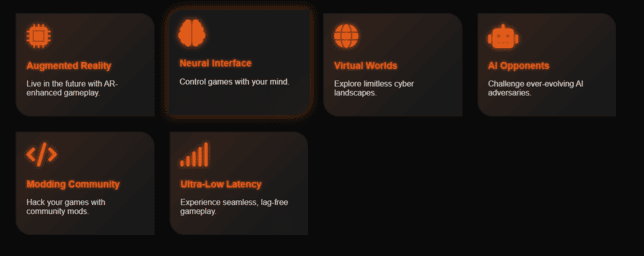 Augmented Reality
Live in the future with AR-
enhanced gameplay.
Neural Interface
Control games with your mind.
Virtual Worlds
Explore limitless cyber
landscapes.
AI Opponents
Challenge ever-evolving AI
adversaries.
Modding Community
Hack your games with
community mods.
Ultra-Low Latency
Experience seamless, lag-free
gameplay.